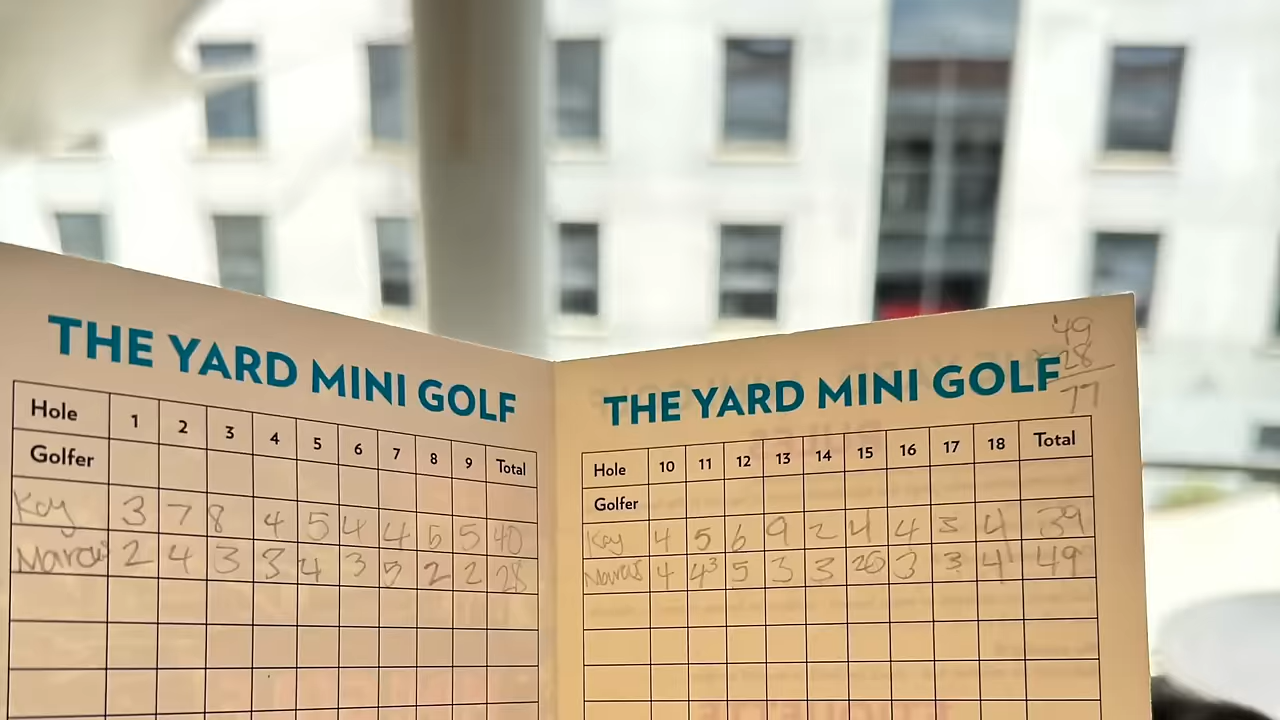 THE YARD MINI GOLF
Hole 1 2 3 4 5 6 7 8 9 Total
Golfer
Kay 3 7 8 4 5 4 4 5 5 40
Marcus 2 4 3 3 4 3 5 2 2 28
49
28
77
THE YARD MINI GOLF
Hole 10 11 12 13 14 15 16 17 18 Total
Golfer
Kay 4 5 6 9 2 4 4 4 39
Marcus 4 5 3 3 3 3 4 49